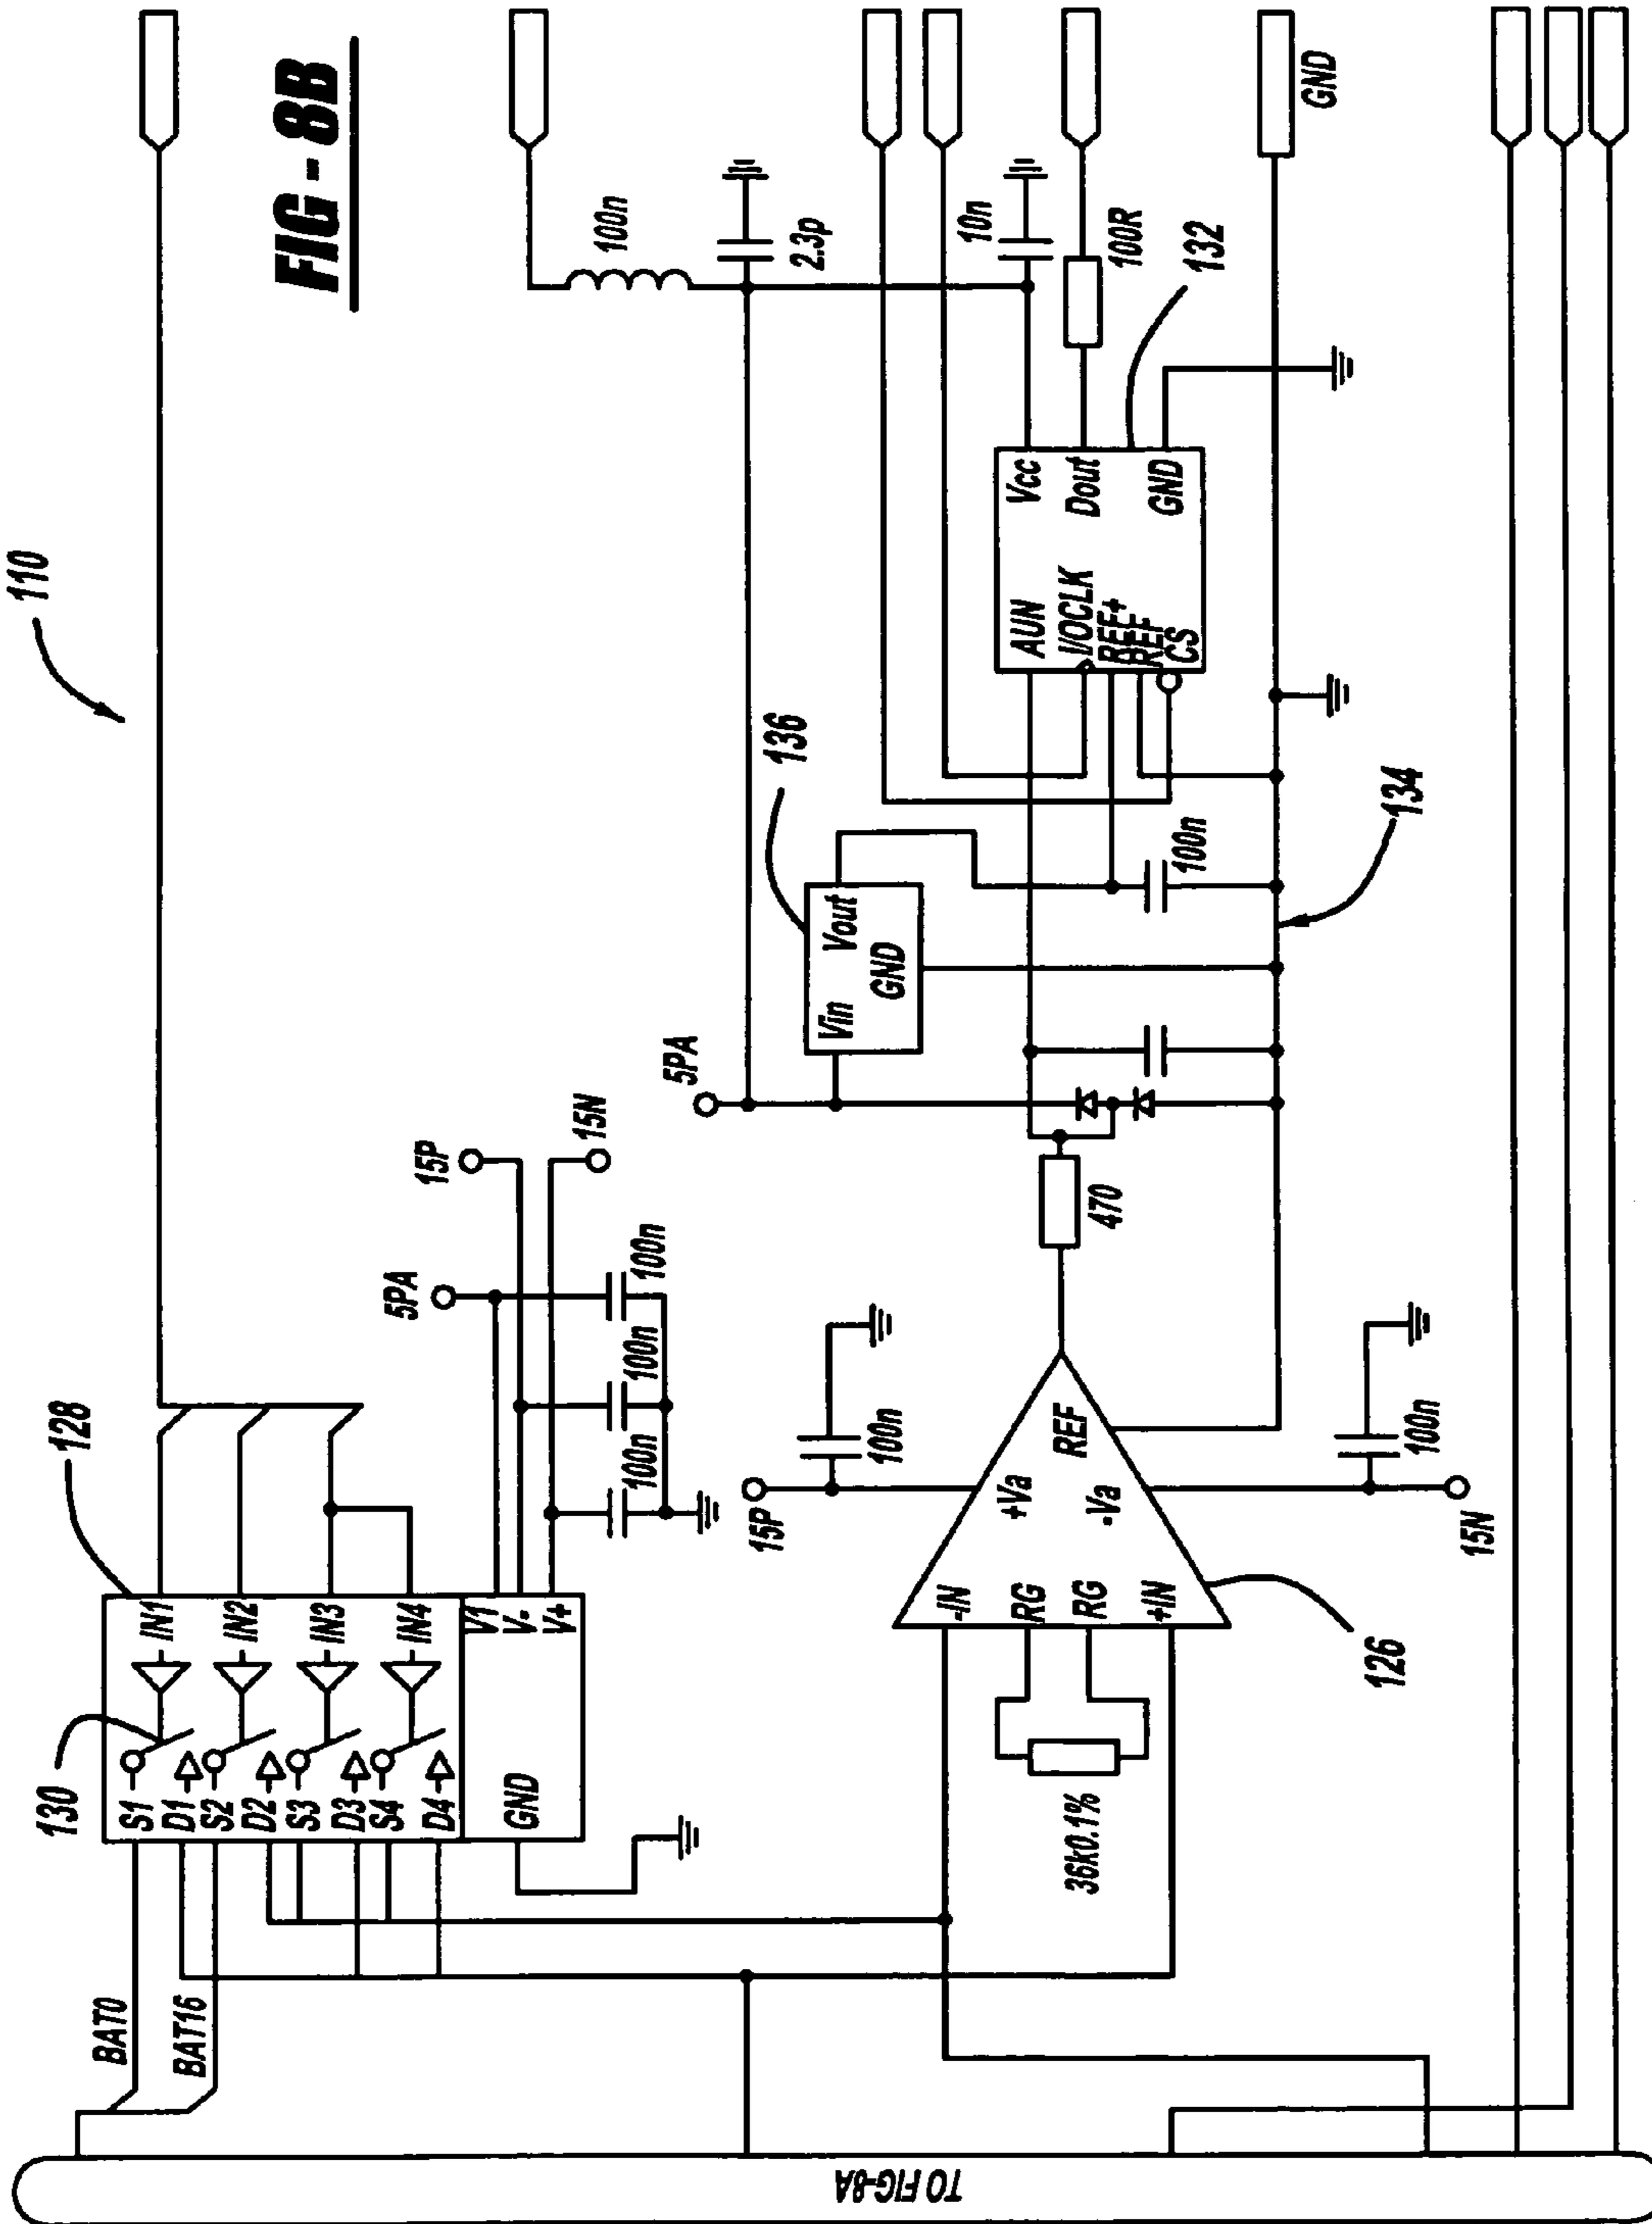 FIG - 8B
110
128
130
BAT0
BAT16
S1
D1
S2
D2
S3
D3
S4
D4
IN1
IN2
IN3
IN4
GND
V1
V-
V+
5PA
15P
15N
100n
100n
100n
5PA
100n
2.3p
10n
100R
132
136
Vin
Vout
GND
AUN
I/OCLK
REF+
REF
CS
Vcc
Dout
GND
GND
134
100n
470
15P
100n
-IN
RG
RG
+IN
+Va
-Va
REF
36k0.1%
126
15N
100n
TO FIG-8A